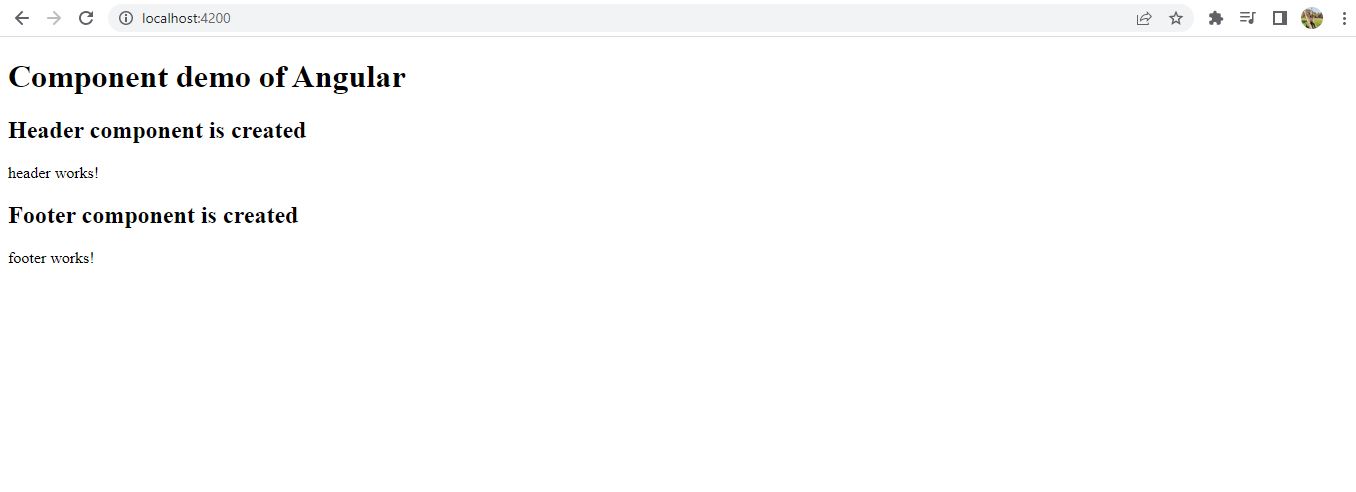 localhost:4200
Component demo of Angular
Header component is created
header works!
Footer component is created
footer works!